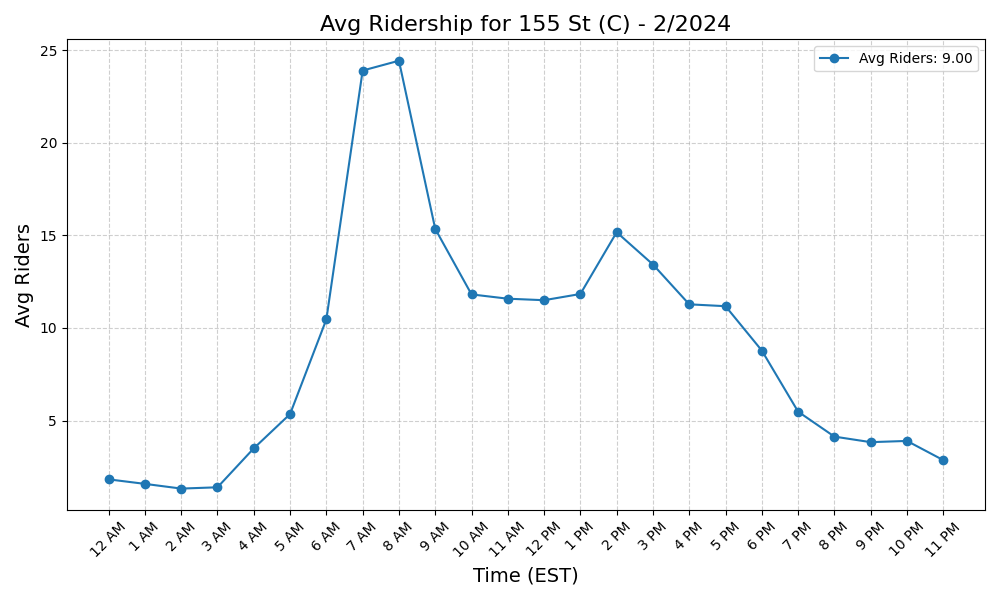 Avg Ridership for 155 St (C) - 2/2024
Avg Riders: 9.00
Avg Riders
25
20
15
10
5
12 AM
1 AM
2 AM
3 AM
4 AM
5 AM
6 AM
7 AM
8 AM
9 AM
10 AM
11 AM
12 PM
1 PM
2 PM
3 PM
4 PM
5 PM
6 PM
7 PM
8 PM
9 PM
10 PM
11 PM
Time (EST)